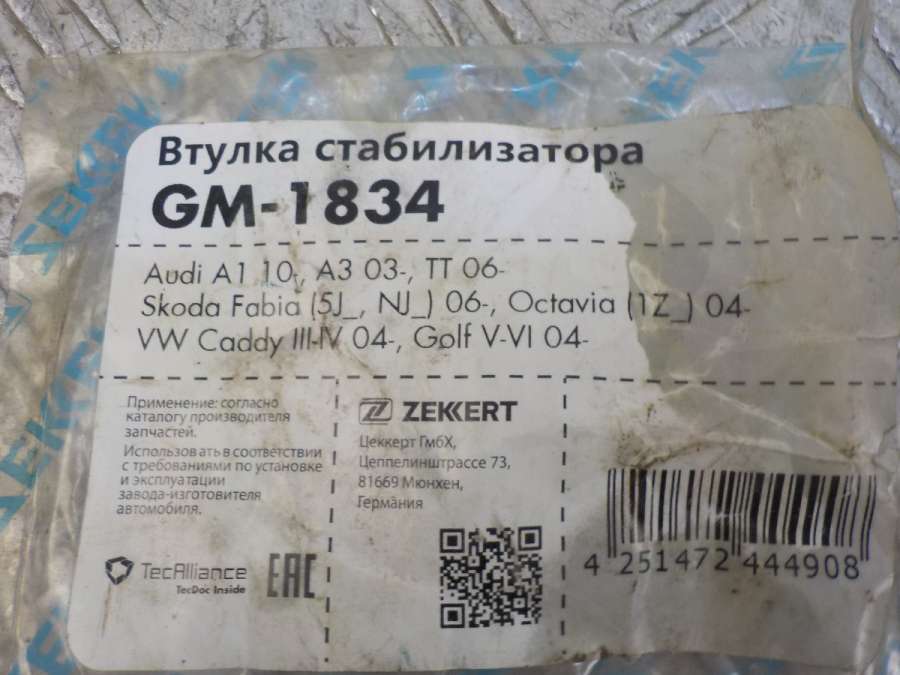 Втулка стабилизатора
GM-1834
Audi A1 10-, A3 03-, TT 06-
Skoda Fabia (5J_, NJ_) 06-, Octavia (1Z_) 04-
VW Caddy III-IV 04-, Golf V-VI 04-
Применение: согласно
каталогу производителя
запчастей.
Использовать в соответствии
с требованиями по установке
и эксплуатации
завода-изготовителя
автомобиля.
TecAlliance
TecDoc Inside
EAC
ZEKKERT
Цеккерт ГмбХ,
Цеппелинштрассе 73,
81669 Мюнхен,
Германия
4 251472 444908